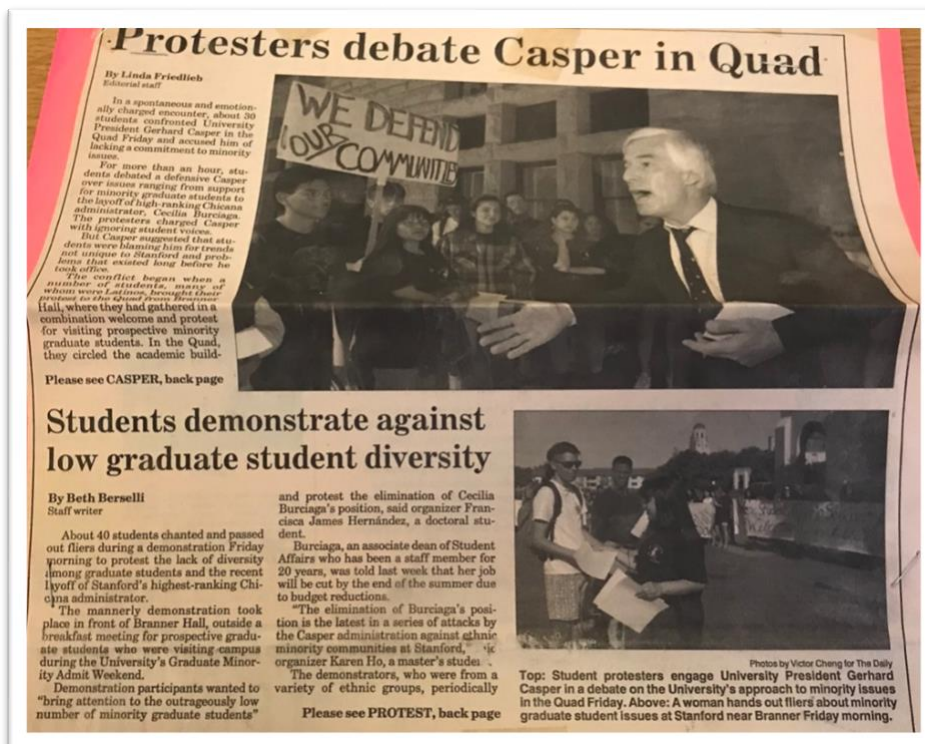 Protesters debate Casper in Quad
By Linda Friedlieb
Editorial staff
In a spontaneous and emotion-
ally charged encounter, about 30
students confronted University
President Gerhard Casper in the
Quad Friday and accused him of
lacking a commitment to minority
issues.
For more than an hour, stu-
dents debated a defensive Casper
over issues ranging from support
for minority graduate students to
the layoff of high-ranking Chicana
administrator, Cecilia Burciaga.
The protesters charged Casper
with ignoring student voices.
But Casper suggested that stu-
dents were blaming him for trends
not unique to Stanford and prob-
lems that existed long before he
took office.
The conflict began when a
number of students, many of
whom were Latinos, brought their
protest to the Quad from Branner
Hall, where they had gathered in a
combination welcome and protest
for visiting prospective minority
graduate students. In the Quad,
they circled the academic build-
Please see CASPER, back page
WE DEFEND
OUR COMMUNITIES
Students demonstrate against
low graduate student diversity
By Beth Berselli
Staff writer
About 40 students chanted and passed
out fliers during a demonstration Friday
morning to protest the lack of diversity
among graduate students and the recent
layoff of Stanford's highest-ranking Chi-
cana administrator.
The mannerly demonstration took
place in front of Branner Hall, outside a
breakfast meeting for prospective gradu-
ate students who were visiting campus
during the University's Graduate Minor-
ity Admit Weekend.
Demonstration participants wanted to
"bring attention to the outrageously low
number of minority graduate students"
and protest the elimination of Cecilia
Burciaga's position, said organizer Fran-
cisca James Hernández, a doctoral stu-
dent.
Burciaga, an associate dean of Student
Affairs who has been a staff member for
20 years, was told last week that her job
will be cut by the end of the summer due
to budget reductions.
"The elimination of Burciaga's posi-
tion is the latest in a series of attacks by
the Casper administration against ethnic
minority communities at Stanford,"
organizer Karen Ho, a master's
The demonstrators, who were from a
variety of ethnic groups, periodically
Please see PROTEST, back page
Photos by Victor Cheng for The Daily
Top: Student protesters engage University President Gerhard
Casper in a debate on the University's approach to minority issues
in the Quad Friday. Above: A woman hands out fliers about minority
graduate student issues at Stanford near Branner Friday morning.